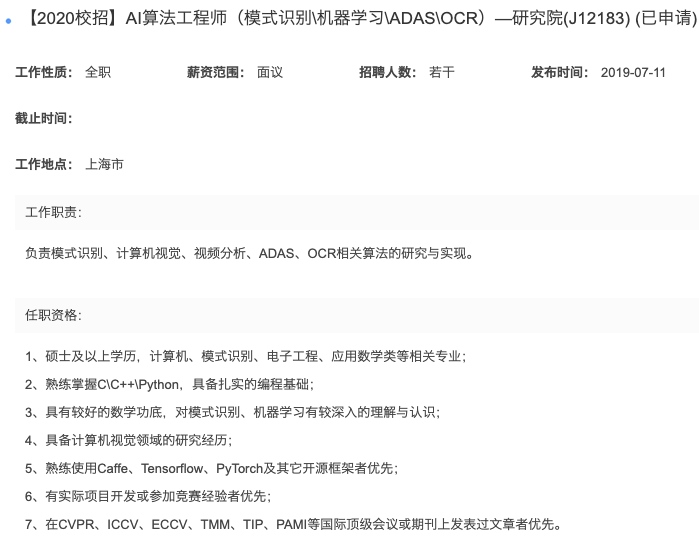 【2020校招】AI算法工程师（模式识别\机器学习\ADAS\OCR）—研究院(J12183) (已申请)
工作性质： 全职 薪资范围： 面议 招聘人数： 若干 发布时间： 2019-07-11
截止时间：
工作地点： 上海市
工作职责：
负责模式识别、计算机视觉、视频分析、ADAS、OCR相关算法的研究与实现。
任职资格：
1、硕士及以上学历，计算机、模式识别、电子工程、应用数学类等相关专业；
2、熟练掌握C\C++\Python，具备扎实的编程基础；
3、具有较好的数学功底，对模式识别、机器学习有较深入的理解与认识；
4、具备计算机视觉领域的研究经历；
5、熟练使用Caffe、Tensorflow、PyTorch及其它开源框架者优先；
6、有实际项目开发或参加竞赛经验者优先；
7、在CVPR、ICCV、ECCV、TMM、TIP、PAMI等国际顶级会议或期刊上发表过文章者优先。